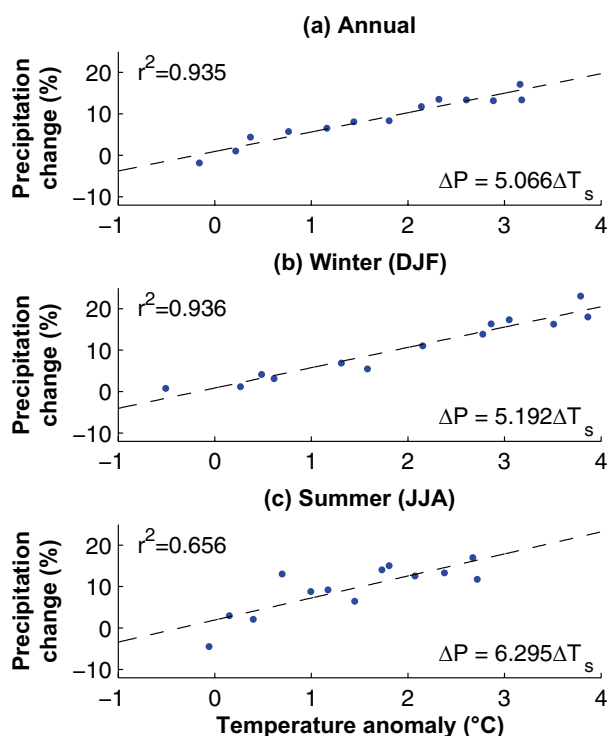 (a) Annual
Precipitation
change (%)
20
10
0
−10
r²=0.935
ΔP = 5.066ΔTₛ
−1 0 1 2 3 4
(b) Winter (DJF)
Precipitation
change (%)
20
10
0
−10
r²=0.936
ΔP = 5.192ΔTₛ
−1 0 1 2 3 4
(c) Summer (JJA)
Precipitation
change (%)
20
10
0
−10
r²=0.656
ΔP = 6.295ΔTₛ
−1 0 1 2 3 4
Temperature anomaly (°C)